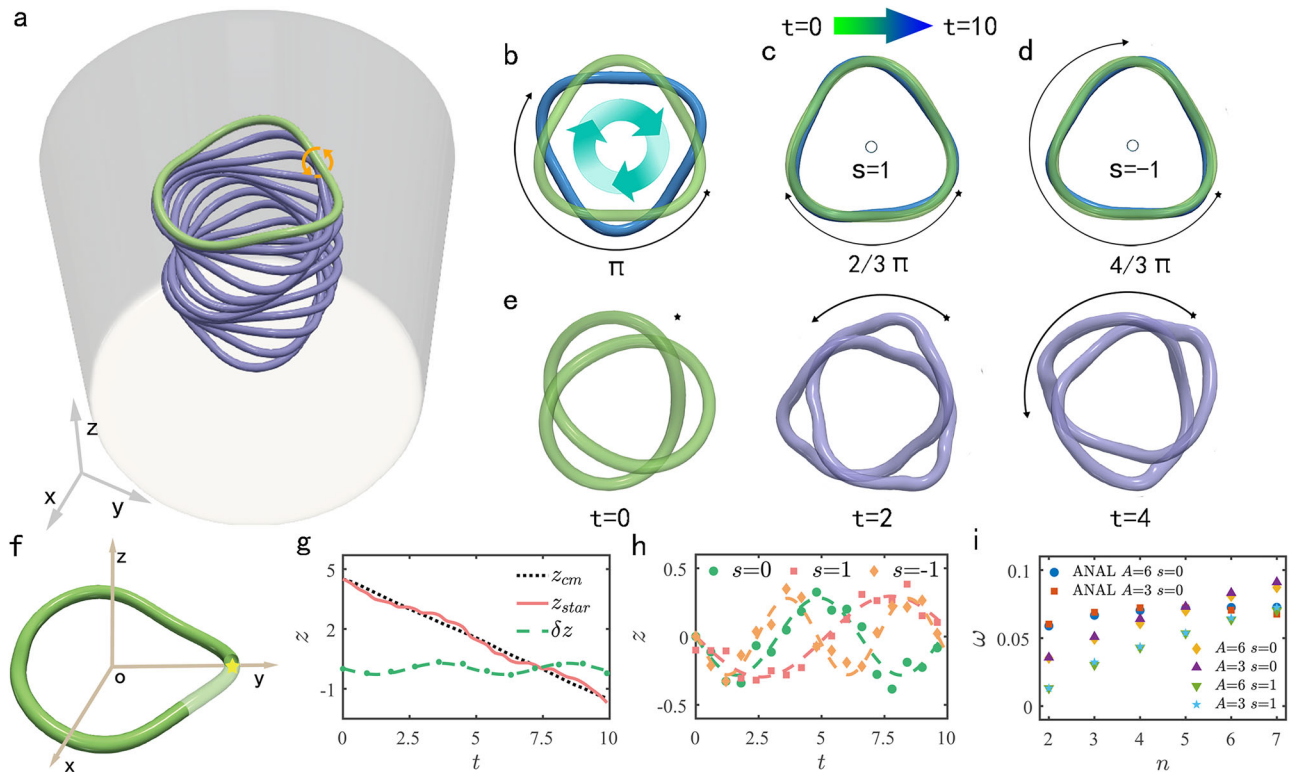 a
t=0
t=10
b
c
d
s=1
s=−1
π
2/3 π
4/3 π
z
x
y
e
t=0
t=2
t=4
f
z
o
y
x
g
5
2
-1
z
z_cm
z_star
δz
0
2.5
5
7.5
10
t
h
0.5
0
-0.5
z
s=0
s=1
s=-1
0
2.5
5
7.5
10
t
i
0.1
0.05
0
ω
ANAL A=6 s=0
ANAL A=3 s=0
A=6 s=0
A=3 s=0
A=6 s=1
A=3 s=1
2
3
4
5
6
7
n